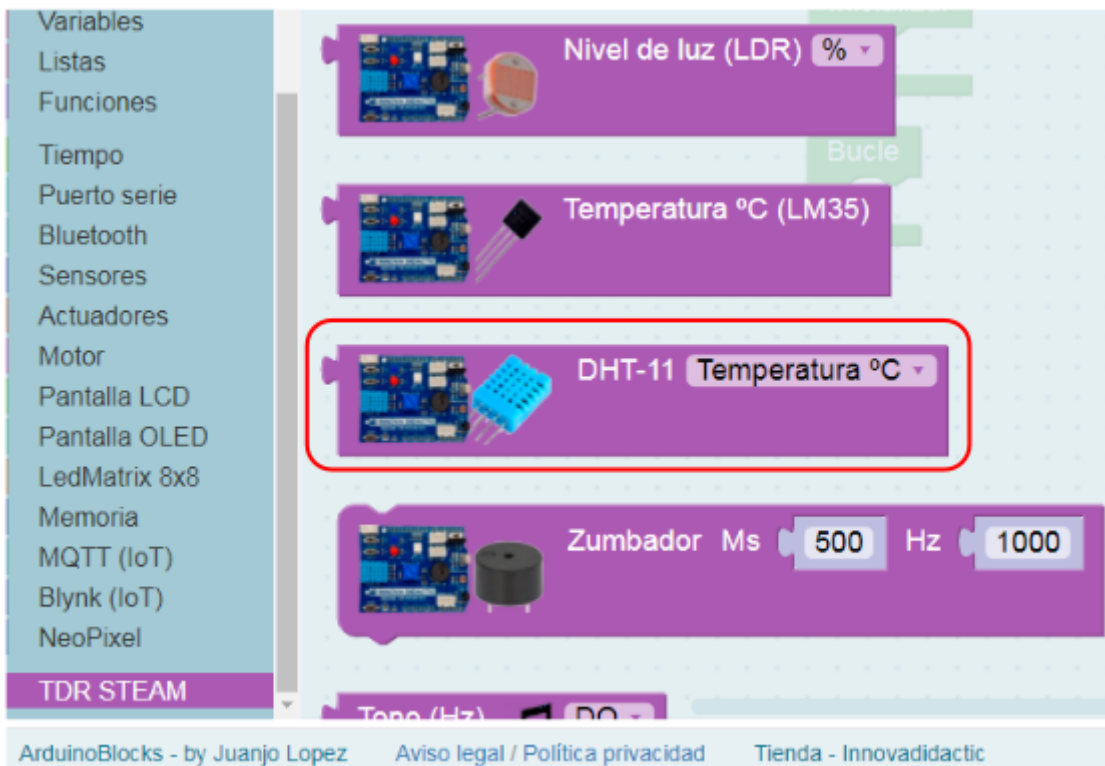 Variables
Listas
Funciones
Tiempo
Puerto serie
Bluetooth
Sensores
Actuadores
Motor
Pantalla LCD
Pantalla OLED
LedMatrix 8x8
Memoria
MQTT (IoT)
Blynk (IoT)
NeoPixel
TDR STEAM
Nivel de luz (LDR) %
Bucle
Temperatura ºC (LM35)
DHT-11 Temperatura ºC
Zumbador Ms 500 Hz 1000
Tono (Hz) DO
ArduinoBlocks - by Juanjo Lopez Aviso legal / Política privacidad Tienda - Innovadidactic